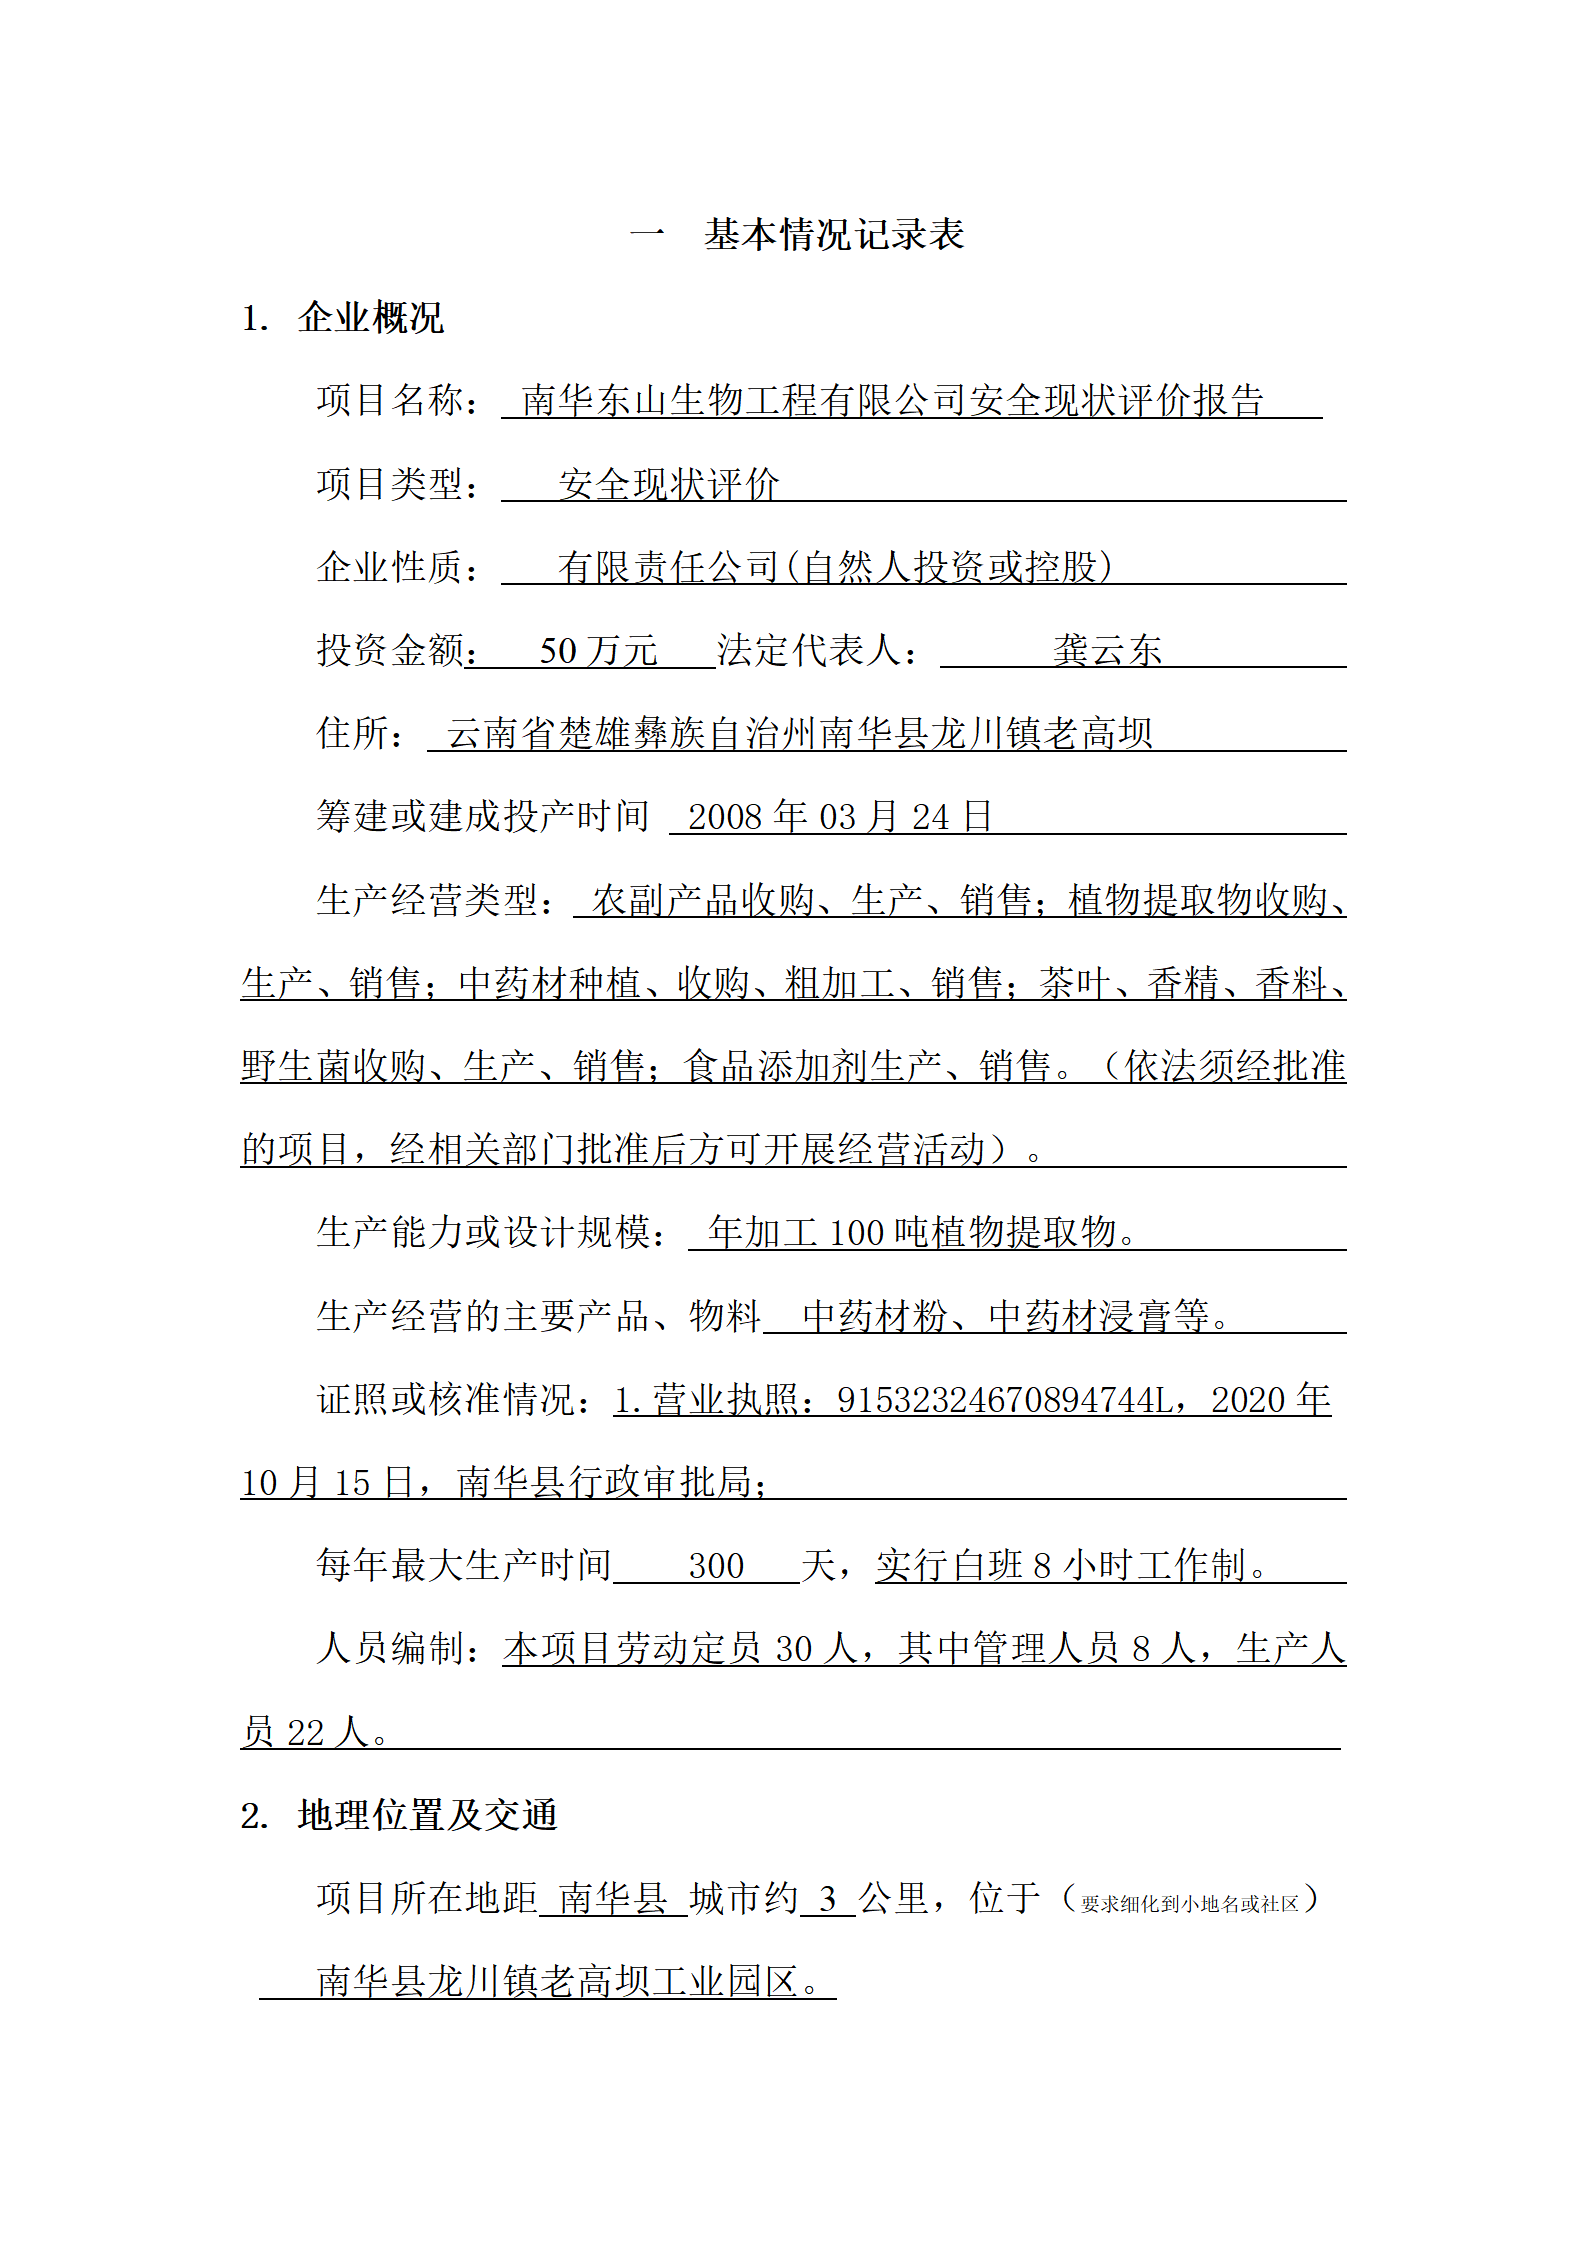 一 基本情况记录表
1. 企业概况
项目名称： 南华东山生物工程有限公司安全现状评价报告
项目类型： 安全现状评价
企业性质： 有限责任公司(自然人投资或控股)
投资金额： 50 万元 法定代表人： 龚云东
住所： 云南省楚雄彝族自治州南华县龙川镇老高坝
筹建或建成投产时间 2008 年 03 月 24 日
生产经营类型： 农副产品收购、生产、销售；植物提取物收购、
生产、销售；中药材种植、收购、粗加工、销售；茶叶、香精、香料、
野生菌收购、生产、销售；食品添加剂生产、销售。（依法须经批准
的项目，经相关部门批准后方可开展经营活动）。
生产能力或设计规模： 年加工 100 吨植物提取物。
生产经营的主要产品、物料 中药材粉、中药材浸膏等。
证照或核准情况：1.营业执照：91532324670894744L，2020 年
10 月 15 日，南华县行政审批局；
每年最大生产时间 300 天，实行白班 8 小时工作制。
人员编制：本项目劳动定员 30 人，其中管理人员 8 人，生产人
员 22 人。
2. 地理位置及交通
项目所在地距 南华县 城市约 3 公里，位于（要求细化到小地名或社区）
南华县龙川镇老高坝工业园区。